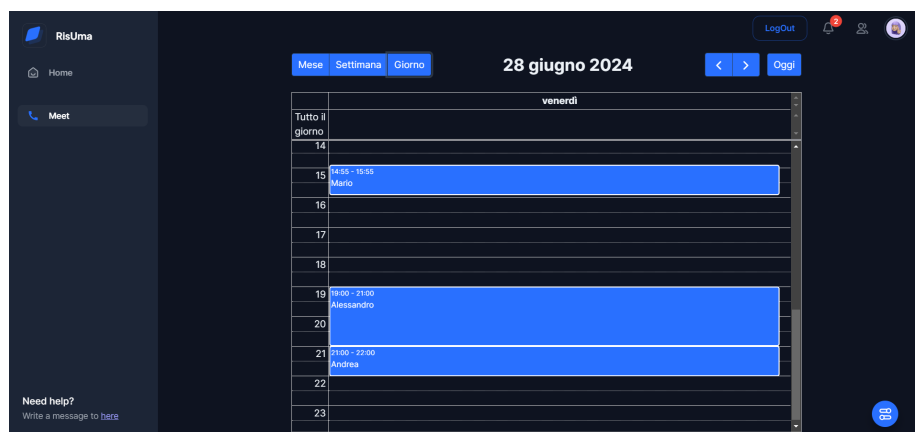 RisUma
LogOut
2
Home
Meet
Mese Settimana Giorno
28 giugno 2024
Oggi
venerdì
Tutto il
giorno
14
15
14:55 - 15:55
Mario
16
17
18
19
19:00 - 21:00
Alessandro
20
21
21:00 - 22:00
Andrea
22
23
Need help?
Write a message to here